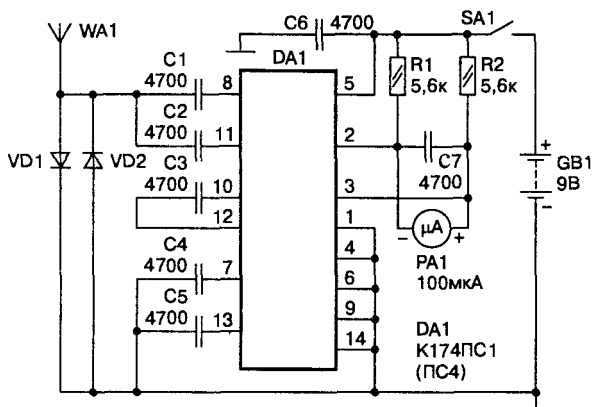 WA1
C6
4700
SA1
C1
4700
DA1
8
5
R1
5,6к
R2
5,6к
C2
4700
11
2
C7
4700
VD1
VD2
C3
4700
10
12
3
1
+
GB1
9В
–
– μA +
PA1
100мкА
C4
4700
7
4
6
C5
4700
13
9
14
DA1
К174ПС1
(ПС4)